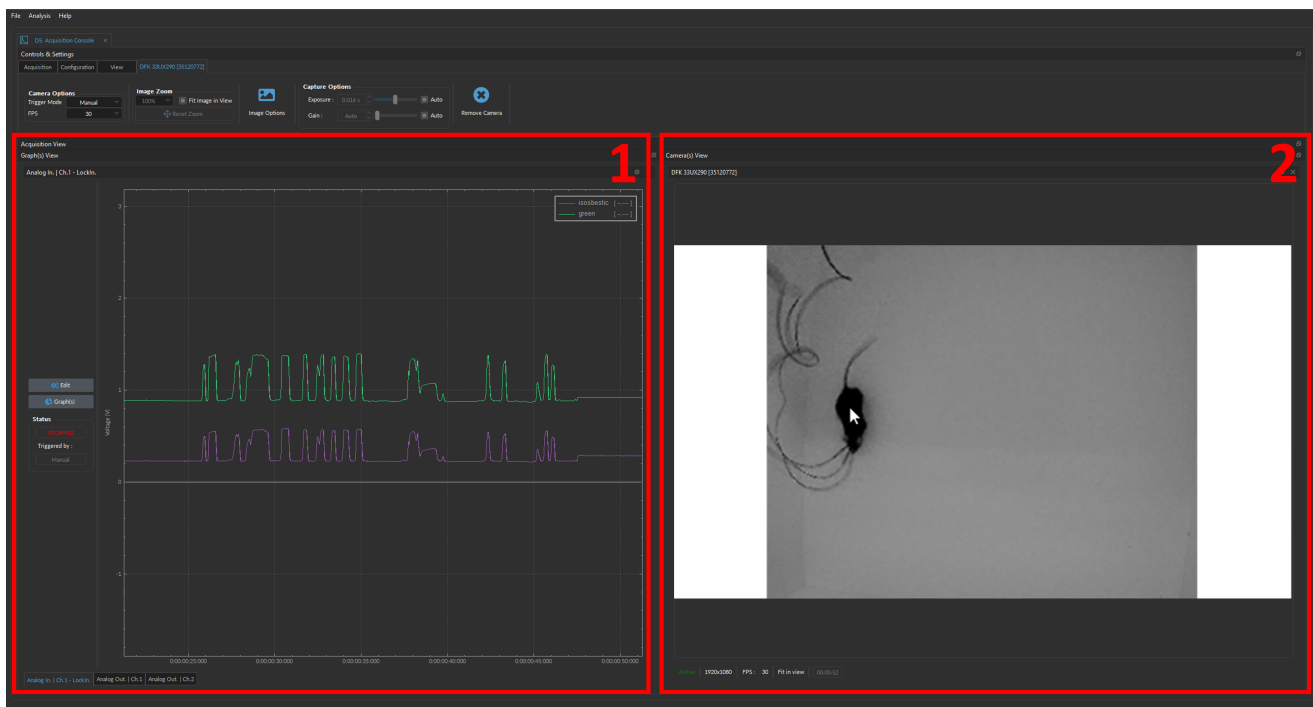 File Analysis Help
DS: Acquisition Console ×
Controls & Settings
Acquisition Configuration View DFK 33UX290 [35120772]
Camera Options
Trigger Mode Manual
FPS 30
Image Zoom
100% Fit Image in View
Reset Zoom
Image Options
Capture Options
Exposure : 0.016 s Auto
Gain : Auto Auto
Remove Camera
Acquisition View
Graph(s) View
1
Analog In. | Ch.1 - LockIn.
isosbestic [-.---]
green [-.---]
3
2
1
0
-1
Voltage (V)
0:00:00:25:000 0:00:00:30:000 0:00:00:35:000 0:00:00:40:000 0:00:00:45:000 0:00:00:50:000
Edit
Graph(s)
Status
STOPPED
Triggered by :
Manual
Analog In. | Ch.1 - LockIn. Analog Out. | Ch.1 Analog Out. | Ch.2
Camera(s) View
2
DFK 33UX290 [35120772] ×
Active 1920x1080 FPS : 30 Fit in view 00:00:52